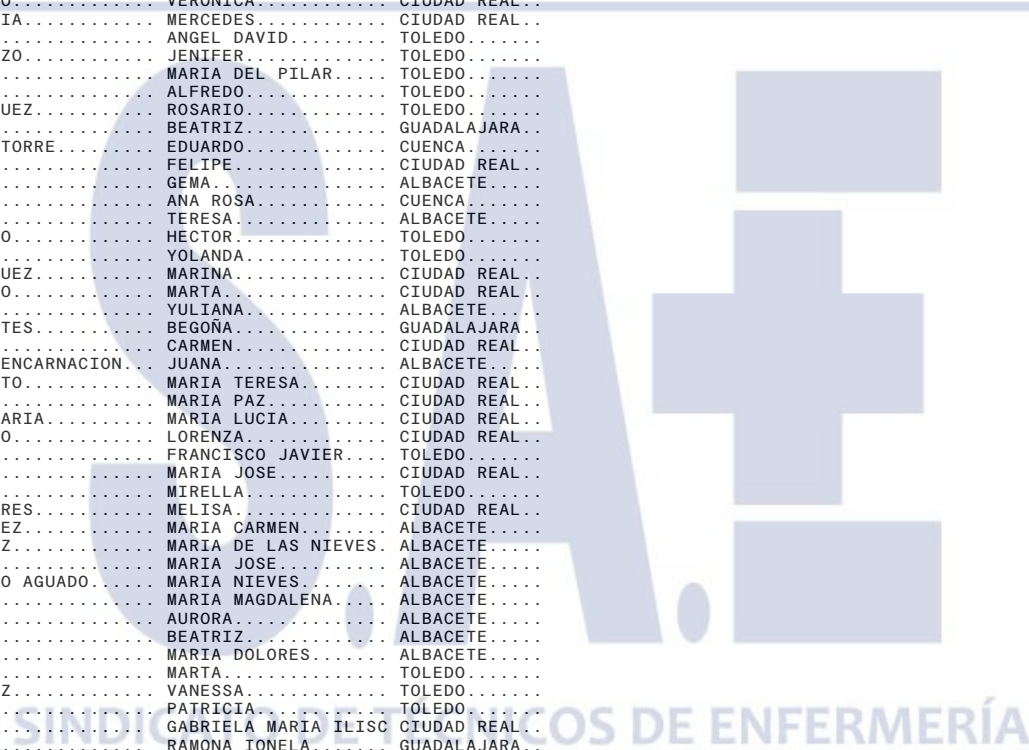 O............. VERONICA............ CIUDAD REAL..
IA............ MERCEDES............ CIUDAD REAL..
.............. ANGEL DAVID......... TOLEDO.......
ZO............ JENIFER............. TOLEDO.......
.............. MARIA DEL PILAR..... TOLEDO.......
.............. ALFREDO............. TOLEDO.......
UEZ........... ROSARIO............. TOLEDO.......
.............. BEATRIZ............. GUADALAJARA..
TORRE......... EDUARDO............. CUENCA.......
.............. FELIPE.............. CIUDAD REAL..
.............. GEMA................ ALBACETE.....
.............. ANA ROSA............ CUENCA.......
.............. TERESA.............. ALBACETE.....
O............. HECTOR.............. TOLEDO.......
.............. YOLANDA............. TOLEDO.......
UEZ........... MARINA.............. CIUDAD REAL..
O............. MARTA............... CIUDAD REAL..
.............. YULIANA............. ALBACETE.....
TES........... BEGOÑA.............. GUADALAJARA..
.............. CARMEN.............. CIUDAD REAL..
ENCARNACION... JUANA............... ALBACETE.....
TO............ MARIA TERESA........ CIUDAD REAL..
.............. MARIA PAZ........... CIUDAD REAL..
ARIA.......... MARIA LUCIA......... CIUDAD REAL..
O............. LORENZA............. CIUDAD REAL..
.............. FRANCISCO JAVIER.... TOLEDO.......
.............. MARIA JOSE.......... CIUDAD REAL..
.............. MIRELLA............. TOLEDO.......
RES........... MELISA.............. CIUDAD REAL..
EZ............ MARIA CARMEN........ ALBACETE.....
Z............. MARIA DE LAS NIEVES. ALBACETE.....
.............. MARIA JOSE.......... ALBACETE.....
O AGUADO...... MARIA NIEVES........ ALBACETE.....
.............. MARIA MAGDALENA..... ALBACETE.....
.............. AURORA.............. ALBACETE.....
.............. BEATRIZ............. ALBACETE.....
.............. MARIA DOLORES....... ALBACETE.....
.............. MARTA............... TOLEDO.......
Z............. VANESSA............. TOLEDO.......
.............. PATRICIA............ TOLEDO.......
.............. GABRIELA MARIA ILISC CIUDAD REAL..
.............. RAMONA IONELA....... GUADALAJARA..
S.A.E
SINDICATO DE TÉCNICOS DE ENFERMERÍA